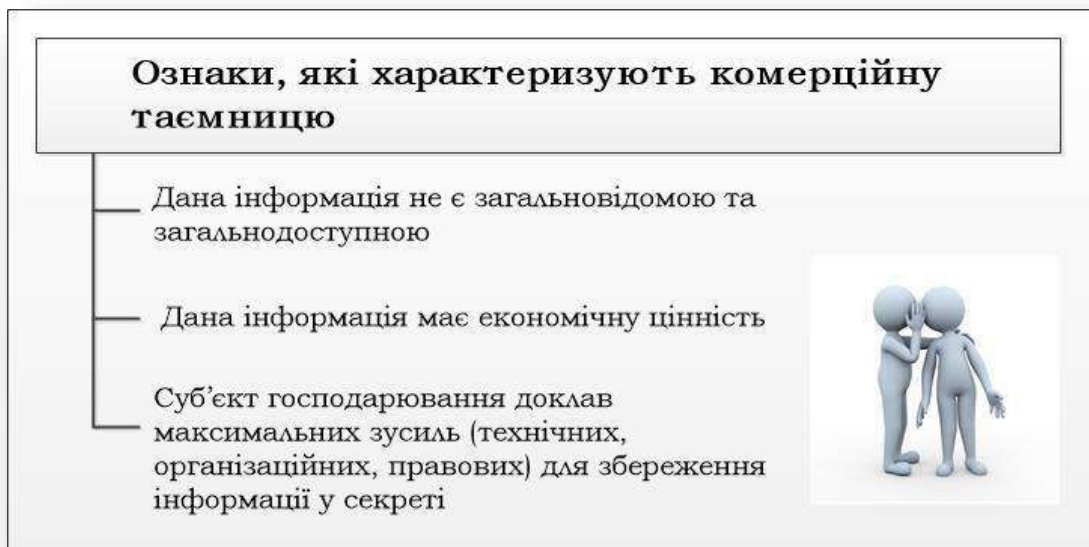 Ознаки, які характеризують комерційну
таємницю
Дана інформація не є загальновідомою та
загальнодоступною
Дана інформація має економічну цінність
Суб’єкт господарювання доклав
максимальних зусиль (технічних,
організаційних, правових) для збереження
інформації у секреті